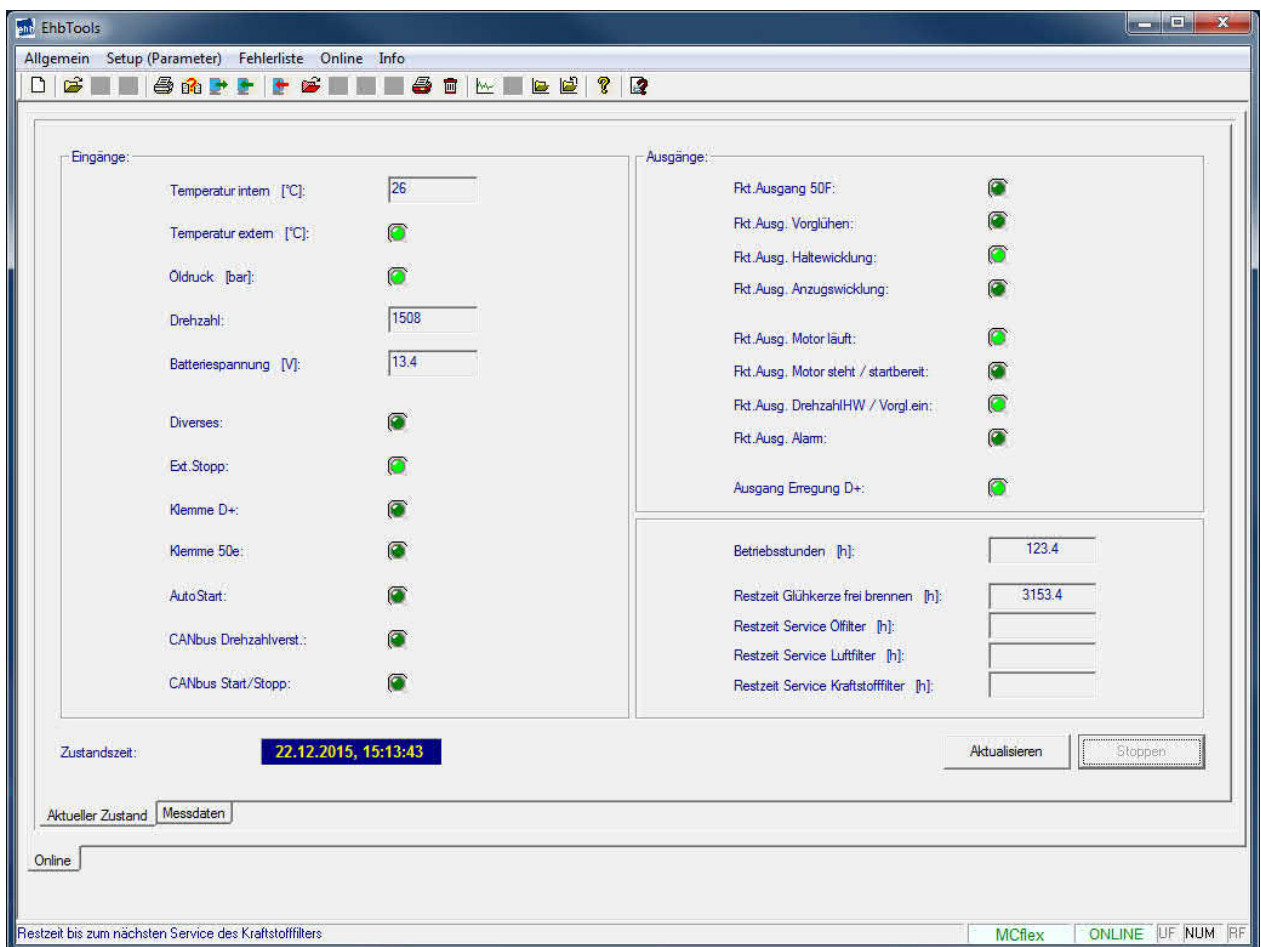 EhbTools
Allgemein Setup (Parameter) Fehlerliste Online Info
Eingänge:
Temperatur intern [°C]: 26
Temperatur extern [°C]:
Öldruck [bar]:
Drehzahl: 1508
Batteriespannung [V]: 13.4
Diverses:
Ext.Stopp:
Klemme D+:
Klemme 50e:
AutoStart:
CANbus Drehzahlverst.:
CANbus Start/Stopp:
Ausgänge:
Fkt.Ausgang 50F:
Fkt.Ausg. Vorglühen:
Fkt.Ausg. Haltewicklung:
Fkt.Ausg. Anzugswicklung:
Fkt.Ausg. Motor läuft:
Fkt.Ausg. Motor steht / startbereit:
Fkt.Ausg. DrehzahlHW / Vorgl.ein:
Fkt.Ausg. Alarm:
Ausgang Erregung D+:
Betriebsstunden [h]: 123.4
Restzeit Glühkerze frei brennen [h]: 3153.4
Restzeit Service Ölfilter [h]:
Restzeit Service Luftfilter [h]:
Restzeit Service Kraftstofffilter [h]:
Zustandszeit: 22.12.2015, 15:13:43
Aktualisieren Stoppen
Aktueller Zustand Messdaten
Online
Restzeit bis zum nächsten Service des Kraftstofffilters MCflex ONLINE UF NUM RF